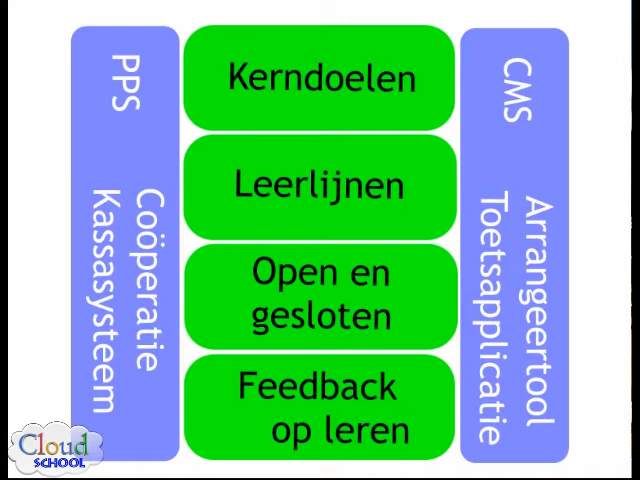 PPS
Coöperatie
Kassasysteem
Kerndoelen
Leerlijnen
Open en
gesloten
Feedback
op leren
CMS
Arrangeertool
Toetsapplicatie
Cloud
SCHOOL